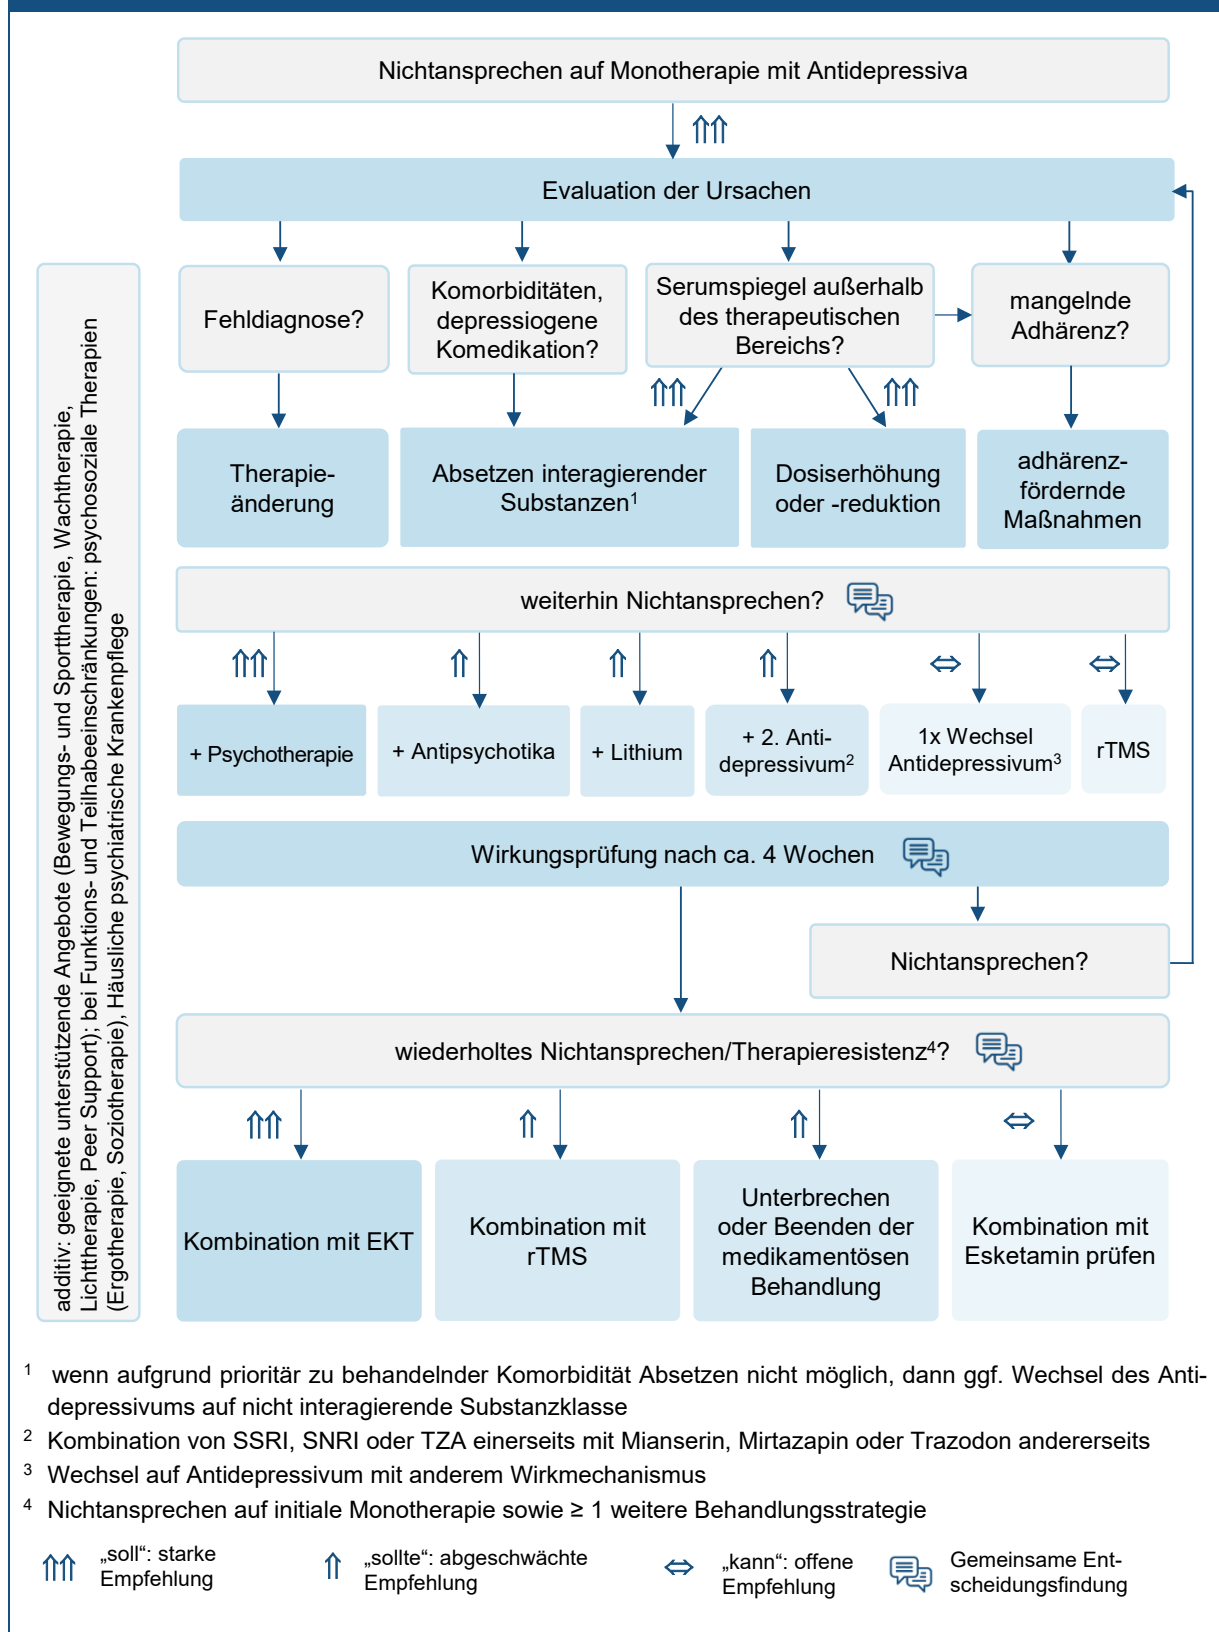 Nichtansprechen auf Monotherapie mit Antidepressiva
⇑⇑
Evaluation der Ursachen
Fehldiagnose?
Komorbiditäten,
depressiogene
Komedikation?
Serumspiegel außerhalb
des therapeutischen
Bereichs?
mangelnde
Adhärenz?
⇑⇑
⇑⇑
Therapie-
änderung
Absetzen interagierender
Substanzen¹
Dosiserhöhung
oder -reduktion
adhärenz-
fördernde
Maßnahmen
weiterhin Nichtansprechen?
⇑⇑
⇑
⇑
⇑
⇔
⇔
+ Psychotherapie
+ Antipsychotika
+ Lithium
+ 2. Anti-
depressivum²
1x Wechsel
Antidepressivum³
rTMS
Wirkungsprüfung nach ca. 4 Wochen
Nichtansprechen?
wiederholtes Nichtansprechen/Therapieresistenz⁴?
⇑⇑
⇑
⇑
⇔
Kombination mit EKT
Kombination mit
rTMS
Unterbrechen
oder Beenden der
medikamentösen
Behandlung
Kombination mit
Esketamin prüfen
additiv: geeignete unterstützende Angebote (Bewegungs- und Sporttherapie, Wachtherapie,
Lichttherapie, Peer Support); bei Funktions- und Teilhabeeinschränkungen: psychosoziale Therapien
(Ergotherapie, Soziotherapie), Häusliche psychiatrische Krankenpflege
¹ wenn aufgrund prioritär zu behandelnder Komorbidität Absetzen nicht möglich, dann ggf. Wechsel des Anti-
depressivums auf nicht interagierende Substanzklasse
² Kombination von SSRI, SNRI oder TZA einerseits mit Mianserin, Mirtazapin oder Trazodon andererseits
³ Wechsel auf Antidepressivum mit anderem Wirkmechanismus
⁴ Nichtansprechen auf initiale Monotherapie sowie ≥ 1 weitere Behandlungsstrategie
⇑⇑ „soll“: starke
Empfehlung
⇑ „sollte“: abgeschwächte
Empfehlung
⇔ „kann“: offene
Empfehlung
Gemeinsame Ent-
scheidungsfindung